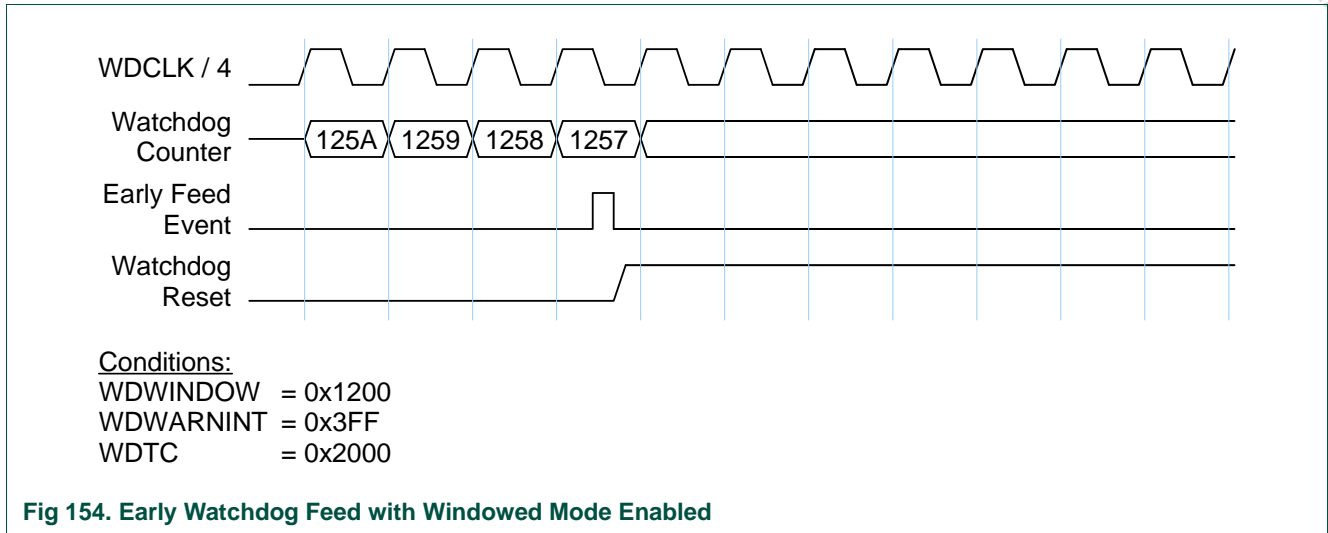 WDCLK / 4
Watchdog
Counter
125A 1259 1258 1257
Early Feed
Event
Watchdog
Reset
Conditions:
WDWINDOW = 0x1200
WDWARNINT = 0x3FF
WDTC = 0x2000
Fig 154. Early Watchdog Feed with Windowed Mode Enabled